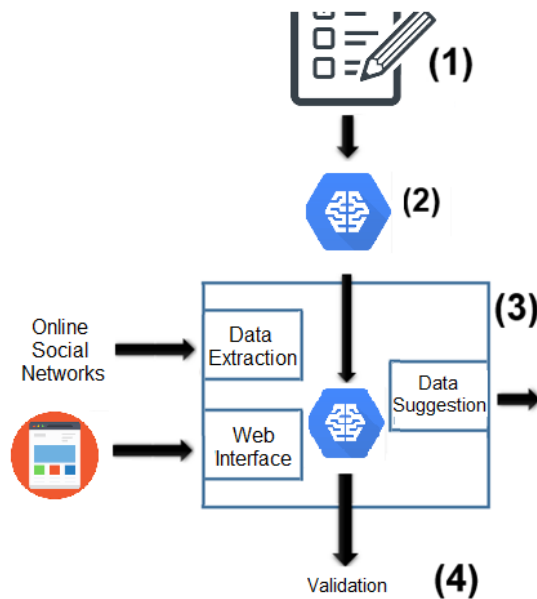 (1)
(2)
(3)
Online
Social
Networks
Data
Extraction
Data
Suggestion
Web
Interface
Validation
(4)